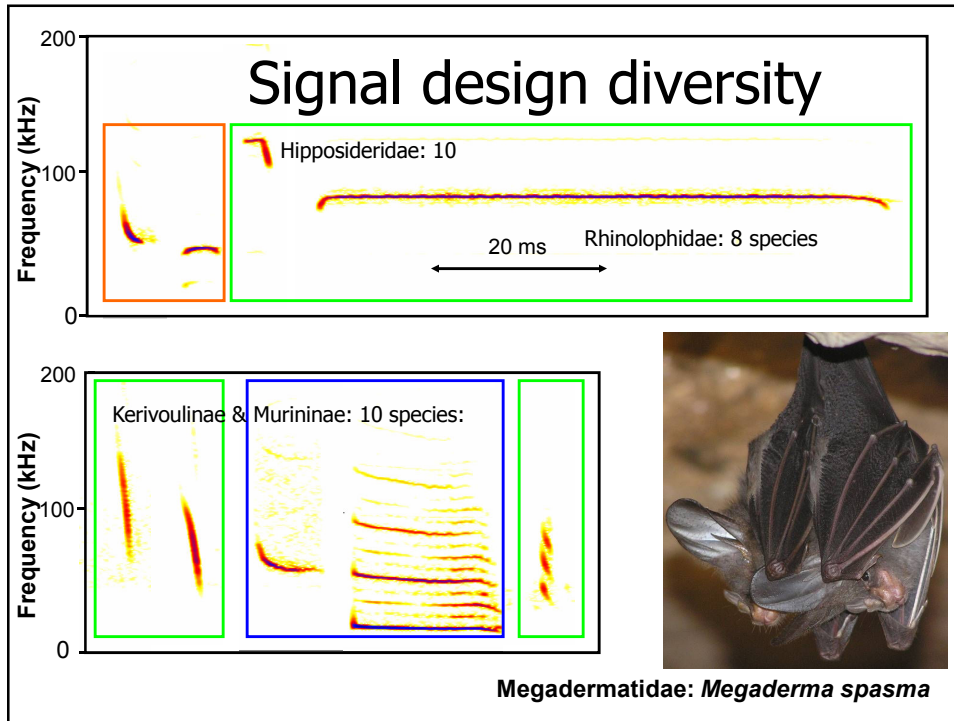 Signal design diversity
200
100
0
Frequency (kHz)
Hipposideridae: 10
Rhinolophidae: 8 species
20 ms
200
100
0
Frequency (kHz)
Kerivoulinae & Murininae: 10 species:
Megadermatidae: Megaderma spasma